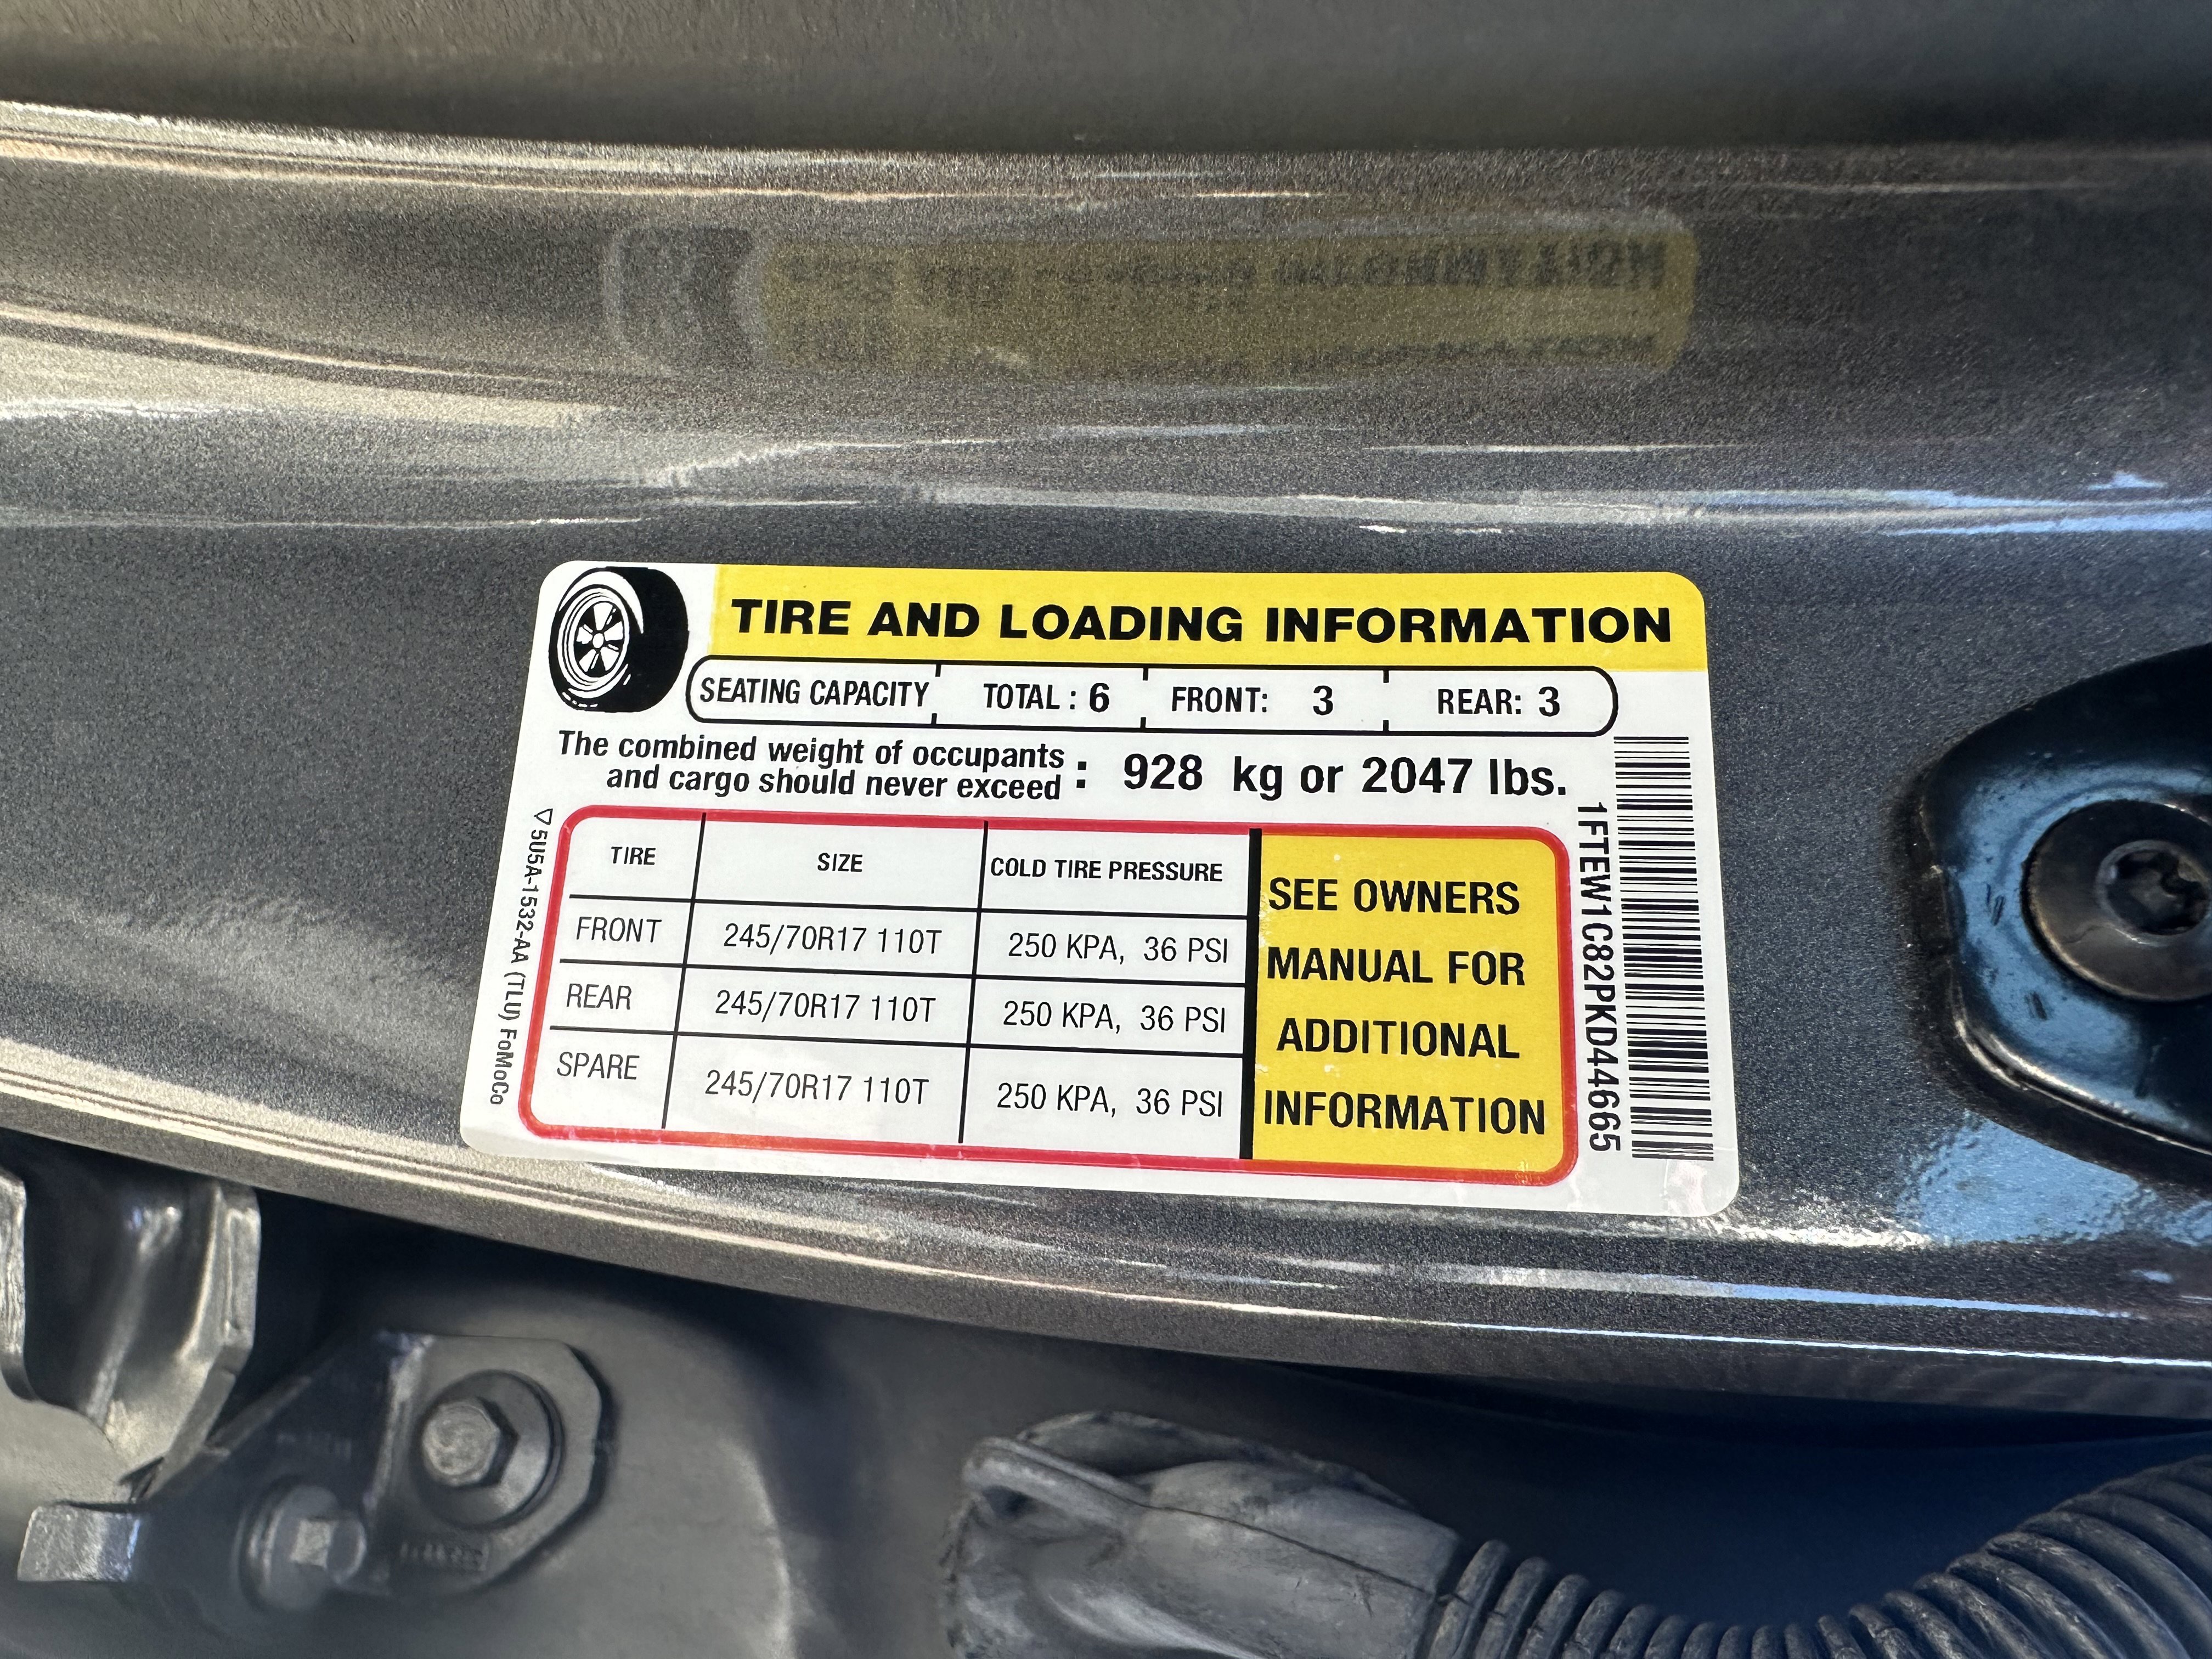 TIRE AND LOADING INFORMATION
SEATING CAPACITY TOTAL : 6 FRONT: 3 REAR: 3
The combined weight of occupants
and cargo should never exceed : 928 kg or 2047 lbs.
TIRE SIZE COLD TIRE PRESSURE
FRONT 245/70R17 110T 250 KPA, 36 PSI
REAR 245/70R17 110T 250 KPA, 36 PSI
SPARE 245/70R17 110T 250 KPA, 36 PSI
SEE OWNERS
MANUAL FOR
ADDITIONAL
INFORMATION
1FTEW1C82PKD44665
5U5A-1532-AA (TLU) FoMoCo